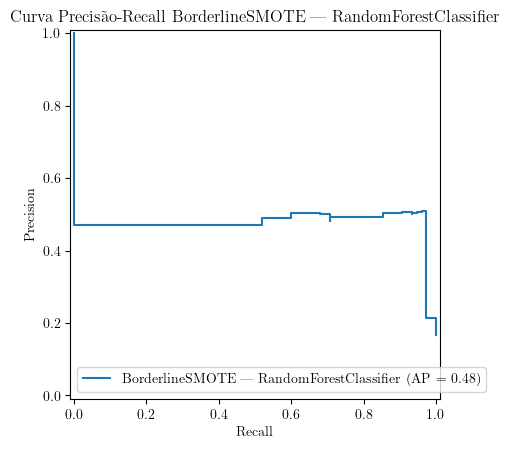 Curva Precisão-Recall BorderlineSMOTE — RandomForestClassifier
1.0
0.8
0.6
0.4
0.2
0.0
Precision
BorderlineSMOTE — RandomForestClassifier (AP = 0.48)
0.0 0.2 0.4 0.6 0.8 1.0
Recall